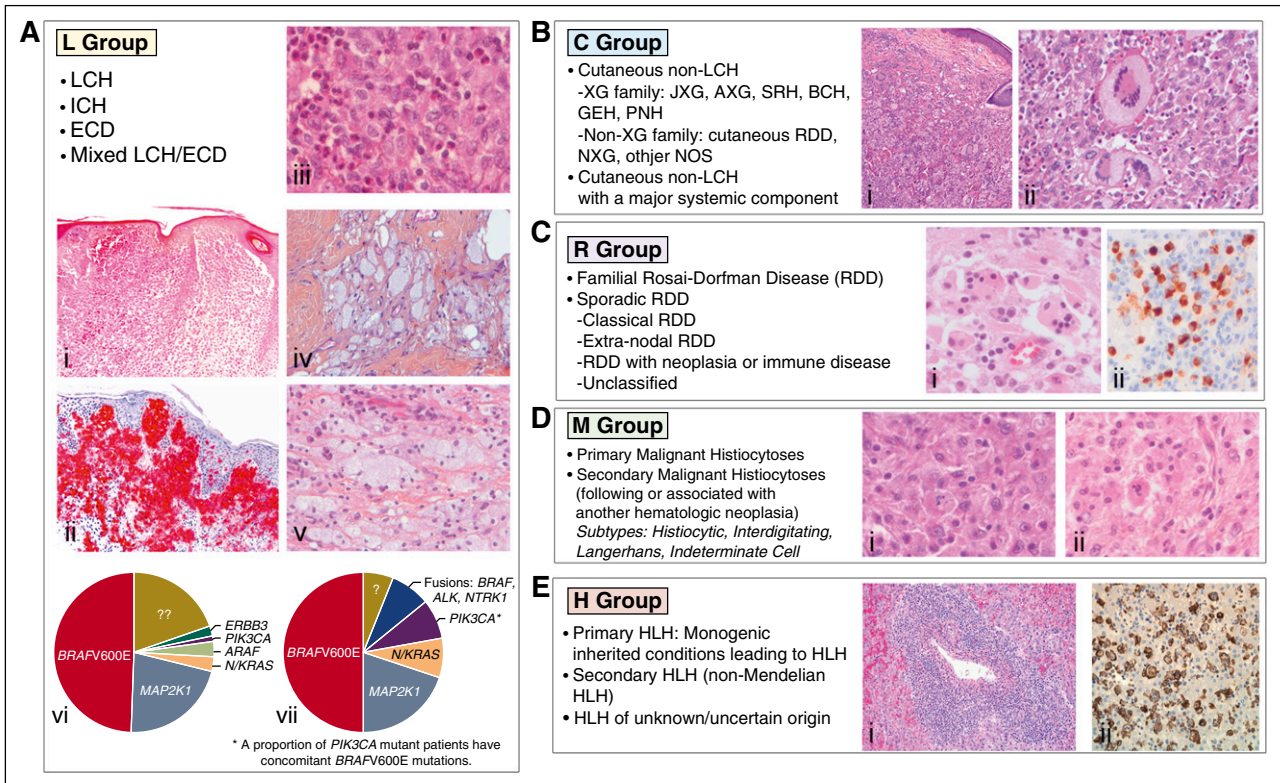 A
L Group
• LCH
• ICH
• ECD
• Mixed LCH/ECD
iii
i
iv
ii
v
??
ERBB3
PIK3CA
ARAF
N/KRAS
MAP2K1
BRAFV600E
vi
?
Fusions: BRAF,
ALK, NTRK1
PIK3CA*
N/KRAS
MAP2K1
BRAFV600E
vii
* A proportion of PIK3CA mutant patients have
concomitant BRAFV600E mutations.
B
C Group
• Cutaneous non-LCH
-XG family: JXG, AXG, SRH, BCH,
GEH, PNH
-Non-XG family: cutaneous RDD,
NXG, othjer NOS
• Cutaneous non-LCH
with a major systemic component
i
ii
C
R Group
• Familial Rosai-Dorfman Disease (RDD)
• Sporadic RDD
-Classical RDD
-Extra-nodal RDD
-RDD with neoplasia or immune disease
-Unclassified
i
ii
D
M Group
• Primary Malignant Histiocytoses
• Secondary Malignant Histiocytoses
(following or associated with
another hematologic neoplasia)
Subtypes: Histiocytic, Interdigitating,
Langerhans, Indeterminate Cell
i
ii
E
H Group
• Primary HLH: Monogenic
inherited conditions leading to HLH
• Secondary HLH (non-Mendelian
HLH)
• HLH of unknown/uncertain origin
i
ii